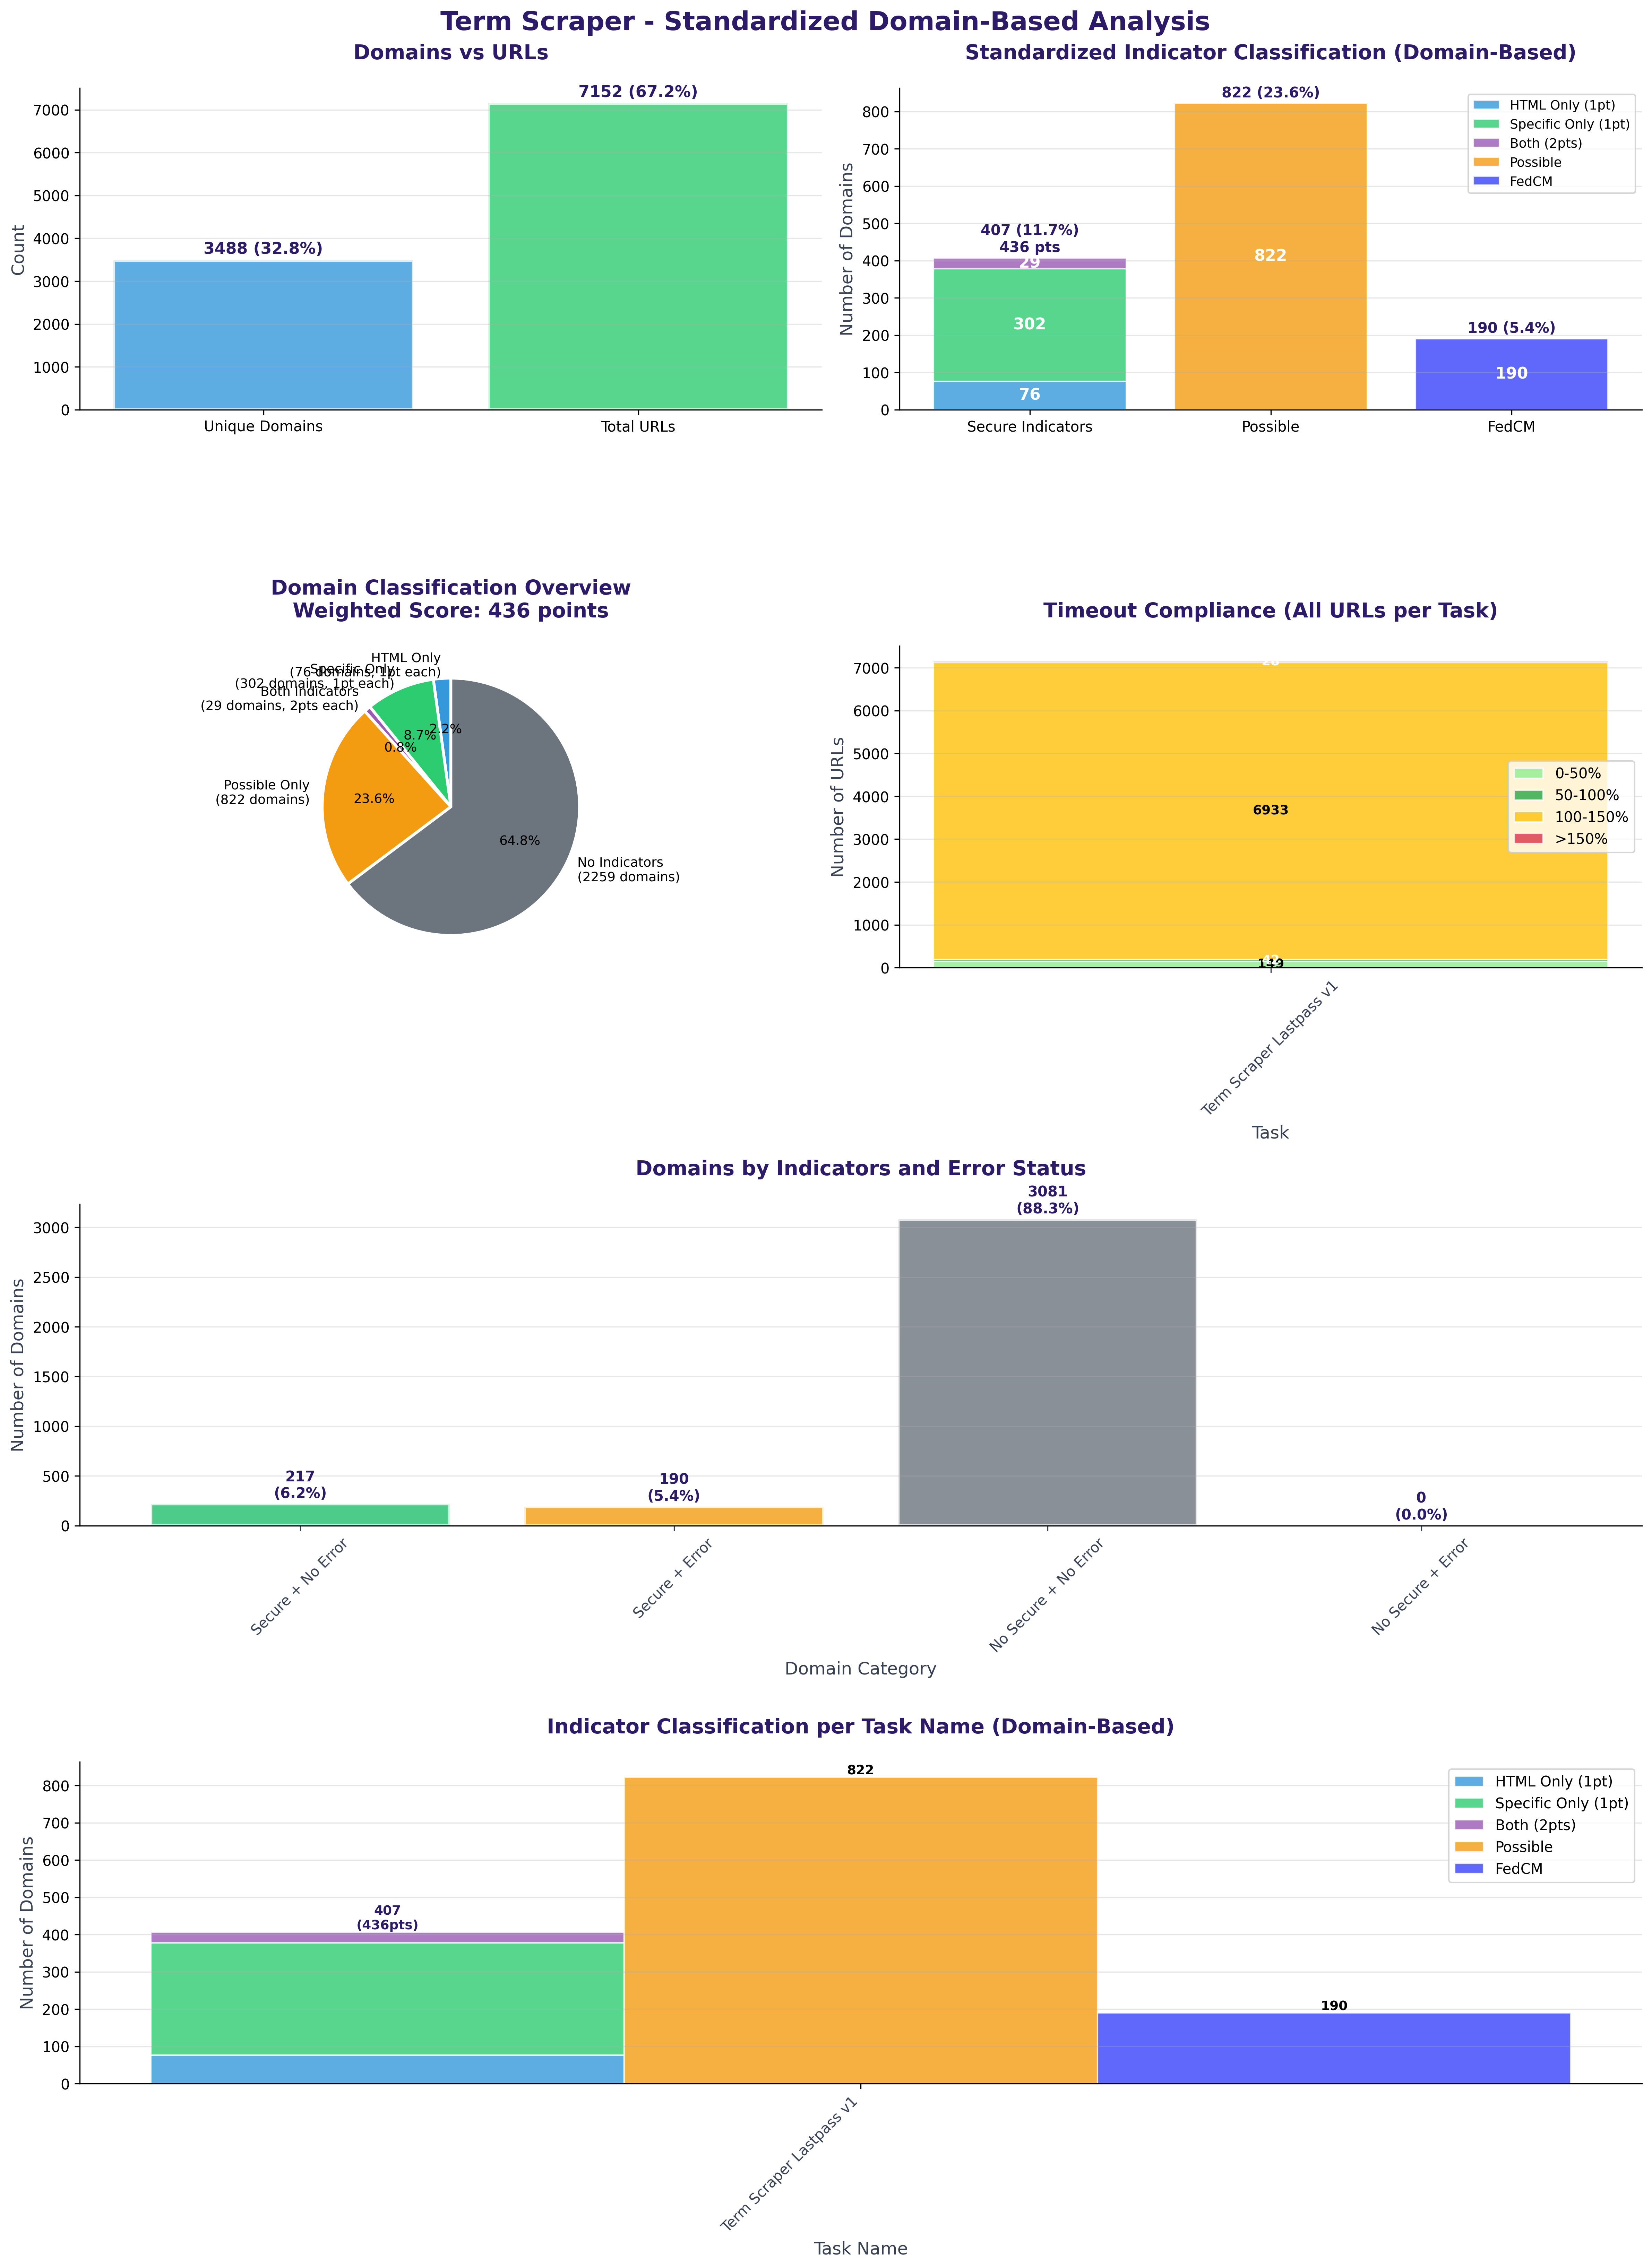 Term Scraper - Standardized Domain-Based Analysis
Domains vs URLs
Count
7000
6000
5000
4000
3000
2000
1000
0
3488 (32.8%)
7152 (67.2%)
Unique Domains
Total URLs
Standardized Indicator Classification (Domain-Based)
Number of Domains
800
700
600
500
400
300
200
100
0
407 (11.7%)
436 pts
29
302
76
822 (23.6%)
822
190 (5.4%)
190
HTML Only (1pt)
Specific Only (1pt)
Both (2pts)
Possible
FedCM
Secure Indicators
Possible
FedCM
Domain Classification Overview
Weighted Score: 436 points
HTML Only
(76 domains, 1pt each)
Specific Only
(302 domains, 1pt each)
Both Indicators
(29 domains, 2pts each)
Possible Only
(822 domains)
No Indicators
(2259 domains)
2.2%
8.7%
0.8%
23.6%
64.8%
Timeout Compliance (All URLs per Task)
Number of URLs
7000
6000
5000
4000
3000
2000
1000
0
6933
0-50%
50-100%
100-150%
>150%
Term Scraper Lastpass v1
Task
Domains by Indicators and Error Status
Number of Domains
3000
2500
2000
1500
1000
500
0
217
(6.2%)
190
(5.4%)
3081
(88.3%)
0
(0.0%)
Secure + No Error
Secure + Error
No Secure + No Error
No Secure + Error
Domain Category
Indicator Classification per Task Name (Domain-Based)
Number of Domains
800
700
600
500
400
300
200
100
0
407
(436pts)
822
190
HTML Only (1pt)
Specific Only (1pt)
Both (2pts)
Possible
FedCM
Term Scraper Lastpass v1
Task Name